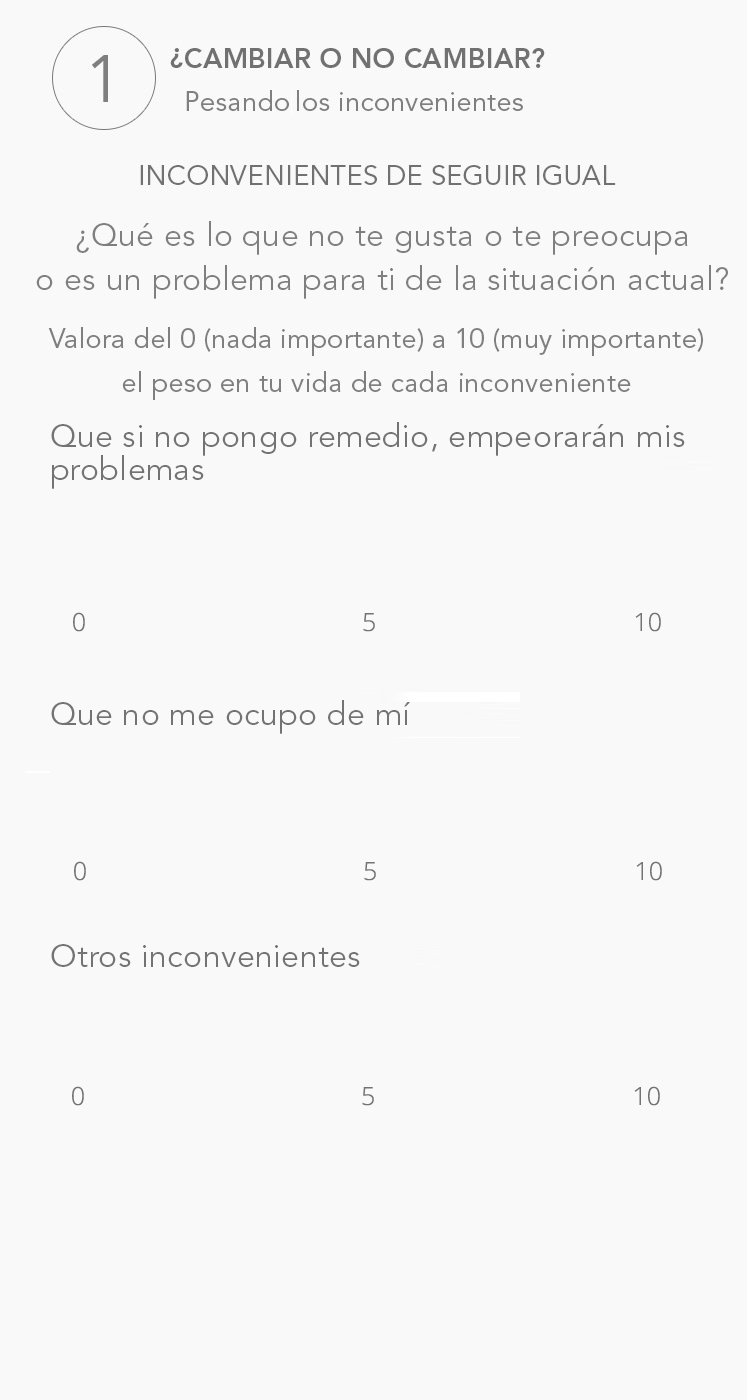 1
¿CAMBIAR O NO CAMBIAR?
Pesando los inconvenientes
INCONVENIENTES DE SEGUIR IGUAL
¿Qué es lo que no te gusta o te preocupa
o es un problema para ti de la situación actual?
Valora del 0 (nada importante) a 10 (muy importante)
el peso en tu vida de cada inconveniente
Que si no pongo remedio, empeorarán mis
problemas
0 5 10
Que no me ocupo de mí
0 5 10
Otros inconvenientes
0 5 10